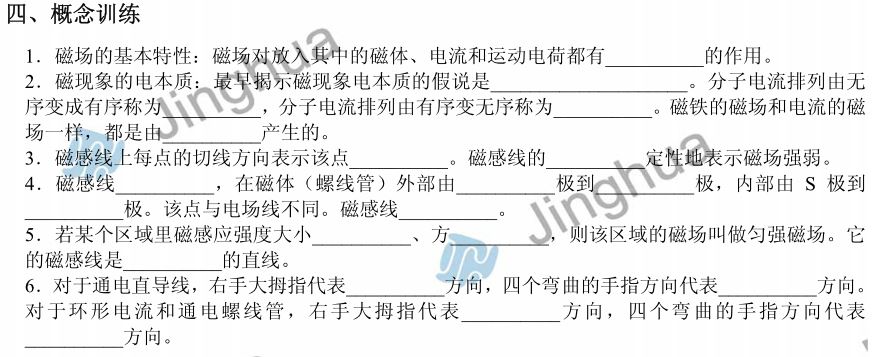 四、概念训练
1．磁场的基本特性：磁场对放入其中的磁体、电流和运动电荷都有__________的作用。
2．磁现象的电本质：最早揭示磁现象电本质的假说是____________________。分子电流排列由无
序变成有序称为__________，分子电流排列由有序变无序称为__________。磁铁的磁场和电流的磁
场一样，都是由__________产生的。
3．磁感线上每点的切线方向表示该点__________。磁感线的__________定性地表示磁场强弱。
4．磁感线__________，在磁体（螺线管）外部由__________极到__________极，内部由 S 极到
__________极。该点与电场线不同。磁感线__________。
5．若某个区域里磁感应强度大小__________、方__________，则该区域的磁场叫做匀强磁场。它
的磁感线是__________的直线。
6．对于通电直导线，右手大拇指代表__________方向，四个弯曲的手指方向代表__________方向。
对于环形电流和通电螺线管，右手大拇指代表__________方向，四个弯曲的手指方向代表
__________方向。
Jinghua
Jinghua